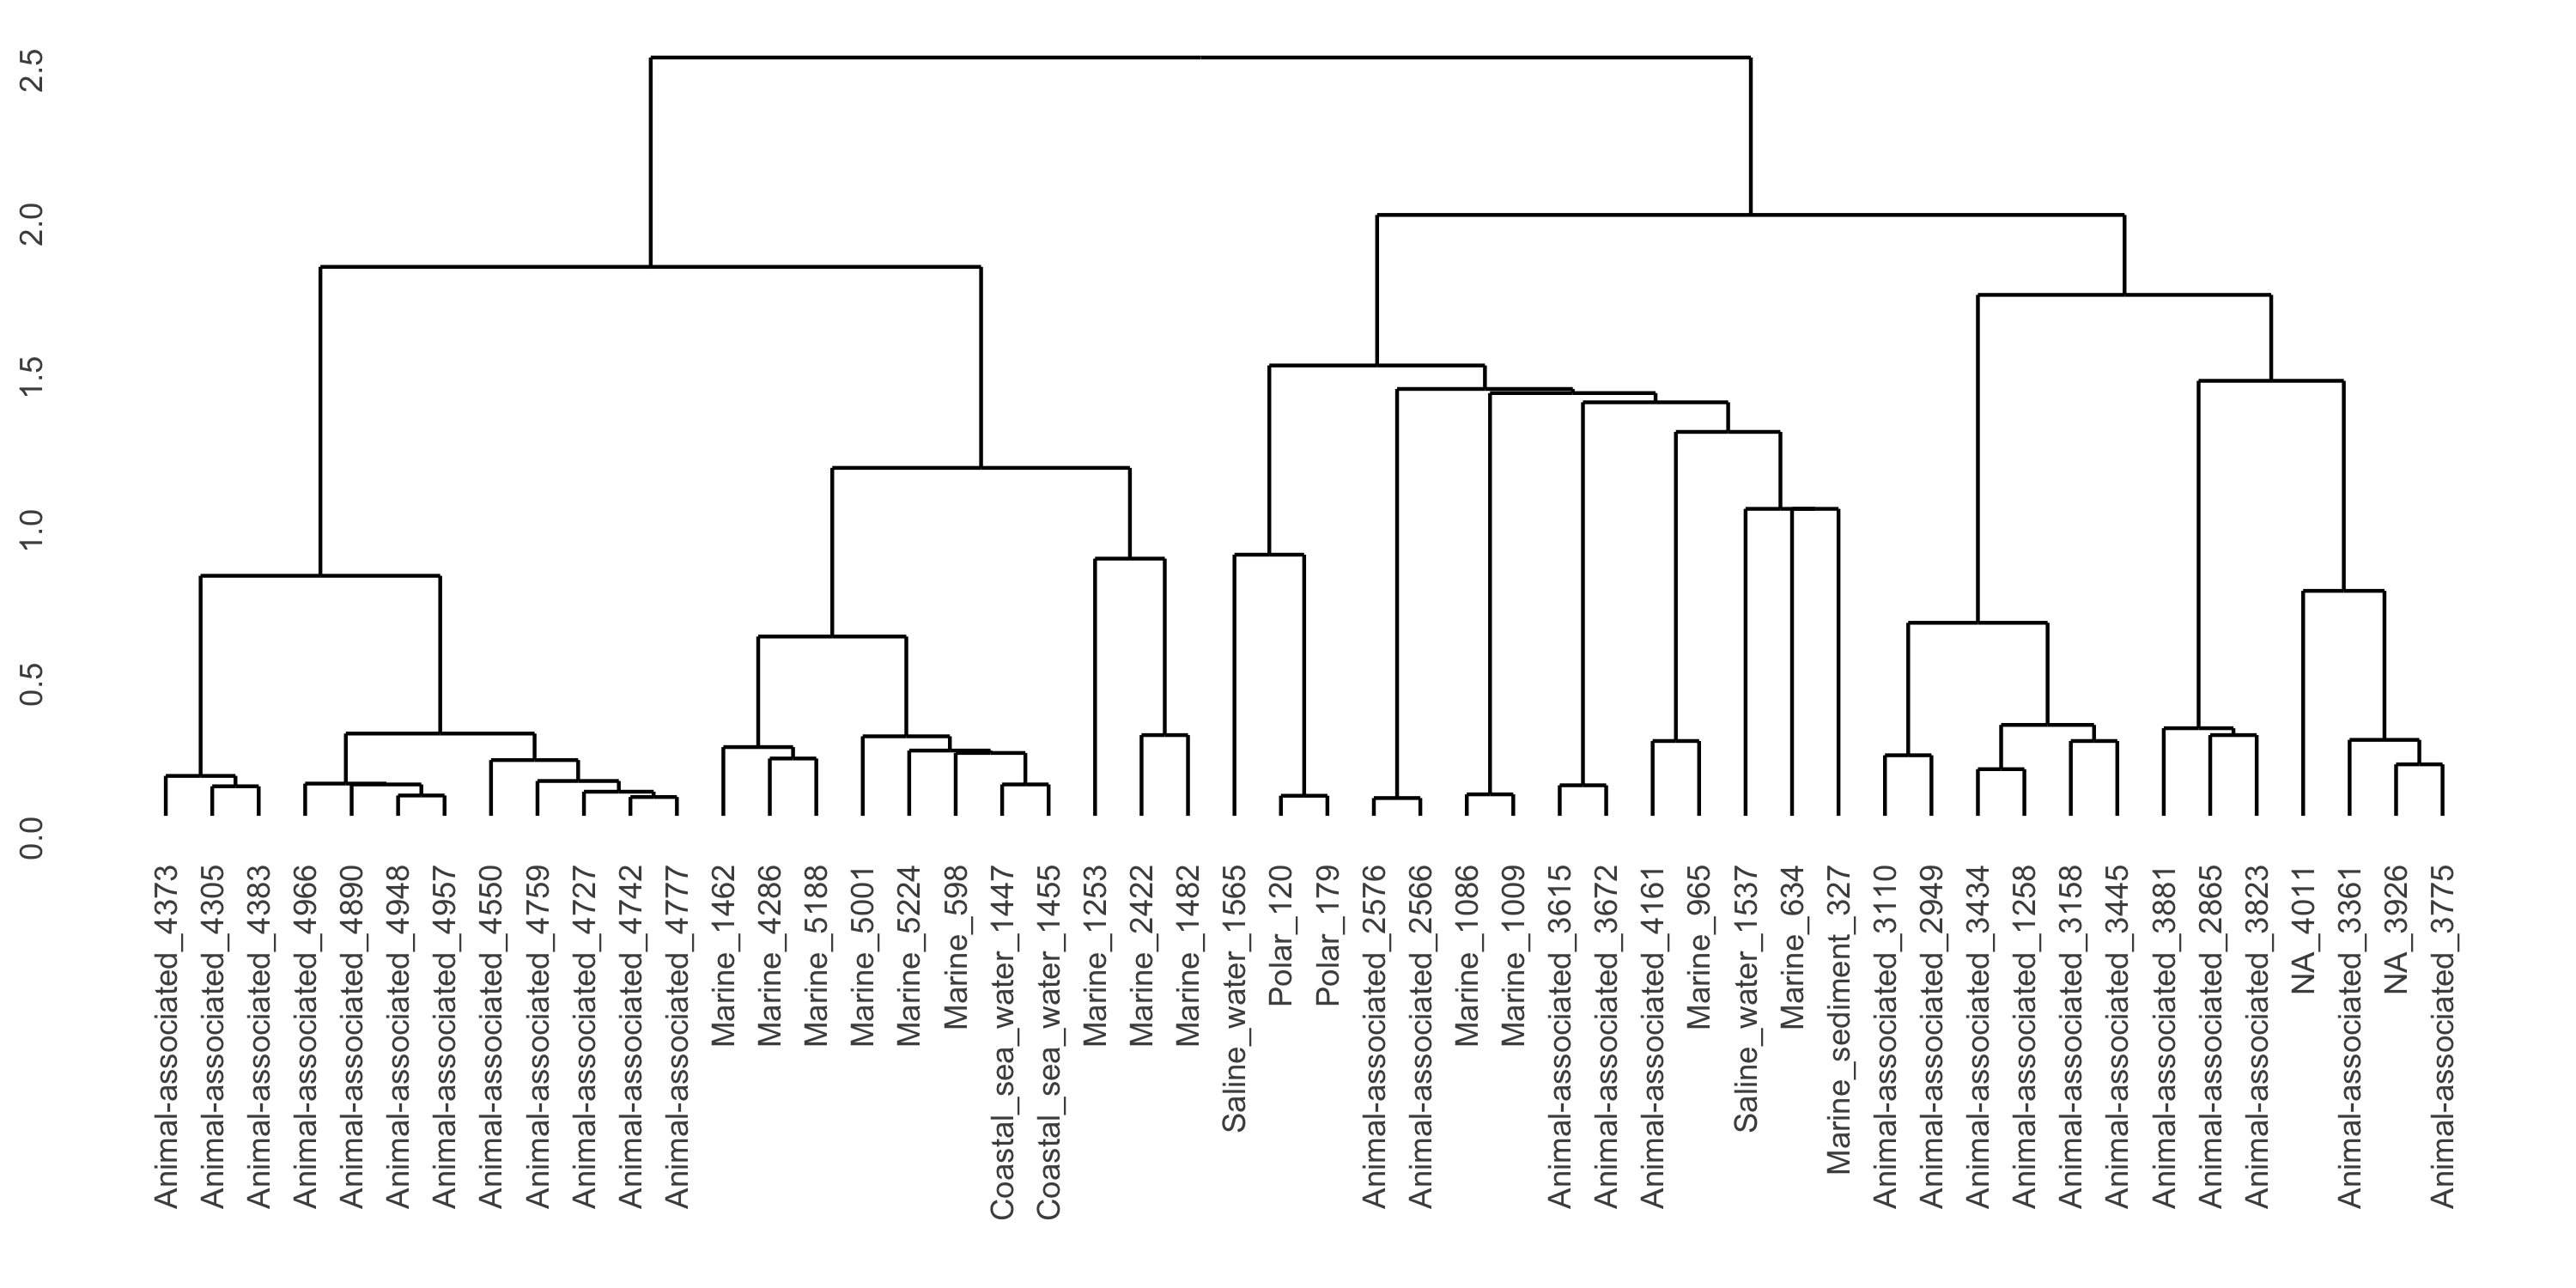 2.5
2.0
1.5
1.0
0.5
0.0
Animal-associated_4373
Animal-associated_4305
Animal-associated_4383
Animal-associated_4966
Animal-associated_4890
Animal-associated_4948
Animal-associated_4957
Animal-associated_4550
Animal-associated_4759
Animal-associated_4727
Animal-associated_4742
Animal-associated_4777
Marine_1462
Marine_4286
Marine_5188
Marine_5001
Marine_5224
Marine_598
Coastal_sea_water_1447
Coastal_sea_water_1455
Marine_1253
Marine_2422
Marine_1482
Saline_water_1565
Polar_120
Polar_179
Animal-associated_2576
Animal-associated_2566
Marine_1086
Marine_1009
Animal-associated_3615
Animal-associated_3672
Animal-associated_4161
Marine_965
Saline_water_1537
Marine_634
Marine_sediment_327
Animal-associated_3110
Animal-associated_2949
Animal-associated_3434
Animal-associated_1258
Animal-associated_3158
Animal-associated_3445
Animal-associated_3881
Animal-associated_2865
Animal-associated_3823
NA_4011
Animal-associated_3361
NA_3926
Animal-associated_3775